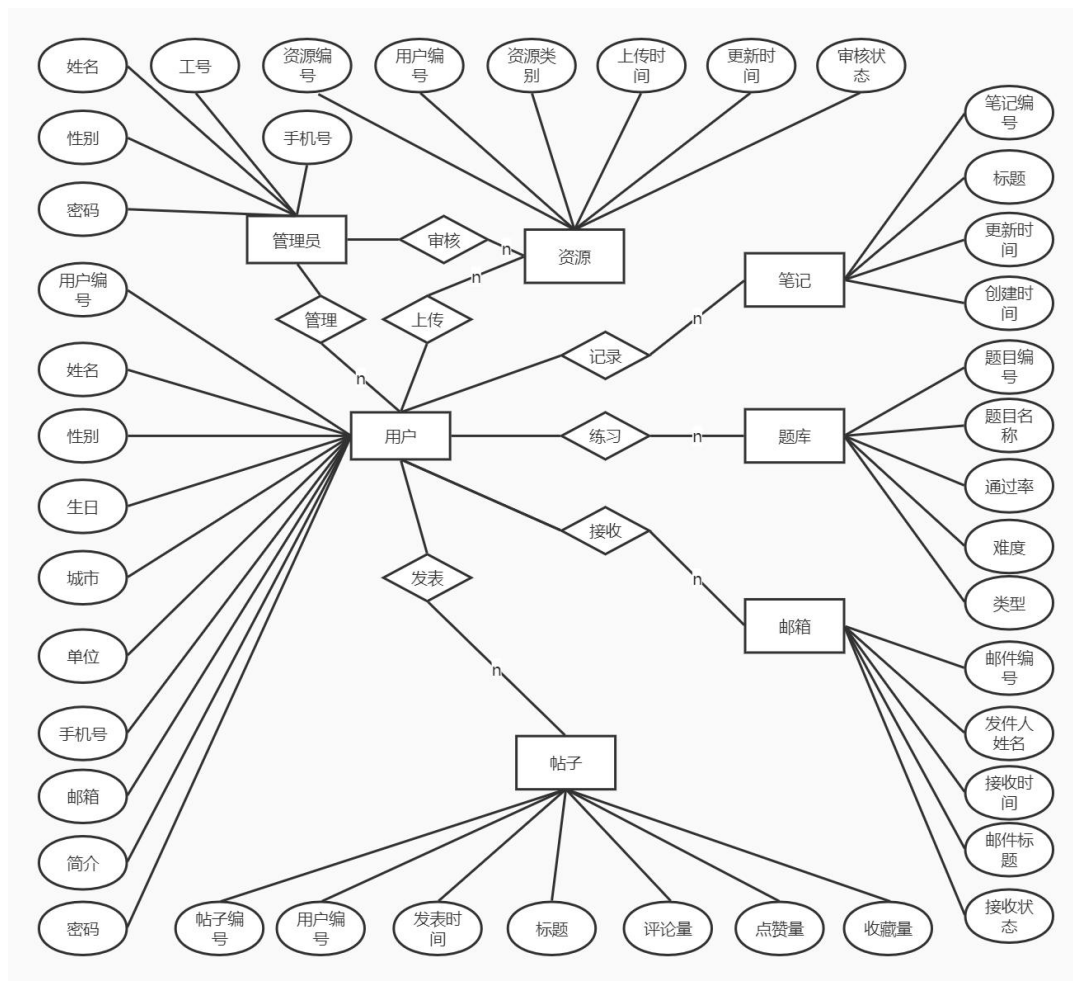 姓名
工号
资源编
号
用户编
号
资源类
别
上传时
间
更新时
间
审核状
态
性别
手机号
密码
管理员
审核
n
资源
笔记编
号
标题
更新时
间
创建时
间
笔记
用户编
号
管理
上传
n
n
记录
n
姓名
性别
生日
城市
单位
手机号
邮箱
简介
密码
用户
练习
n
题库
题目编
号
题目名
称
通过率
难度
类型
接收
n
邮箱
邮件编
号
发件人
姓名
接收时
间
邮件标
题
接收状
态
发表
n
帖子
帖子编
号
用户编
号
发表时
间
标题
评论量
点赞量
收藏量